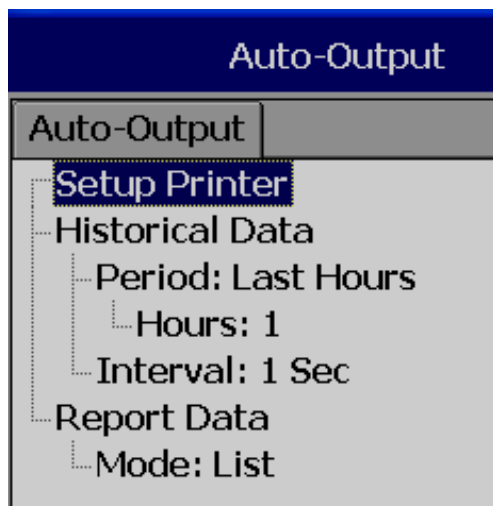 Auto-Output
Auto-Output
Setup Printer
Historical Data
Period: Last Hours
Hours: 1
Interval: 1 Sec
Report Data
Mode: List